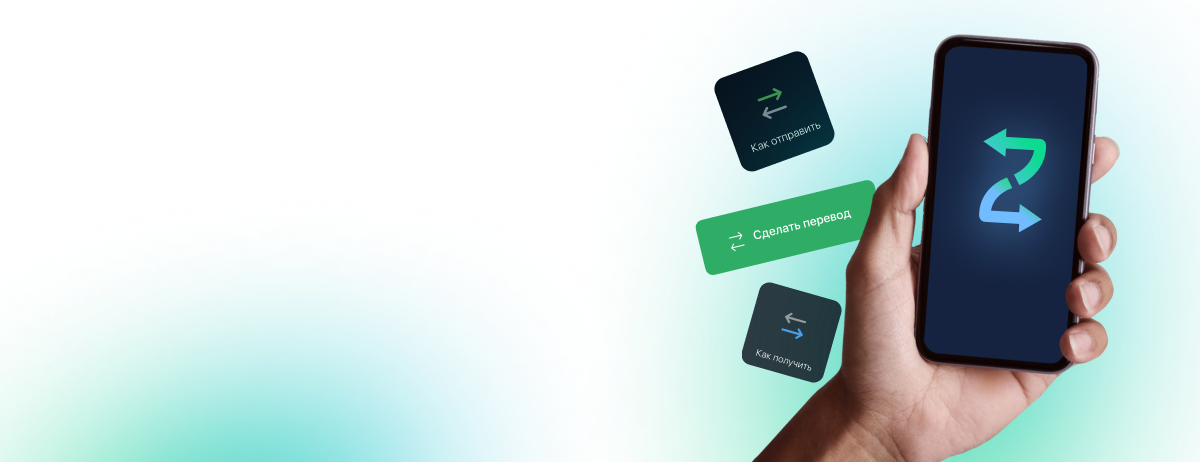 Как отправить
Сделать перевод
Как получить